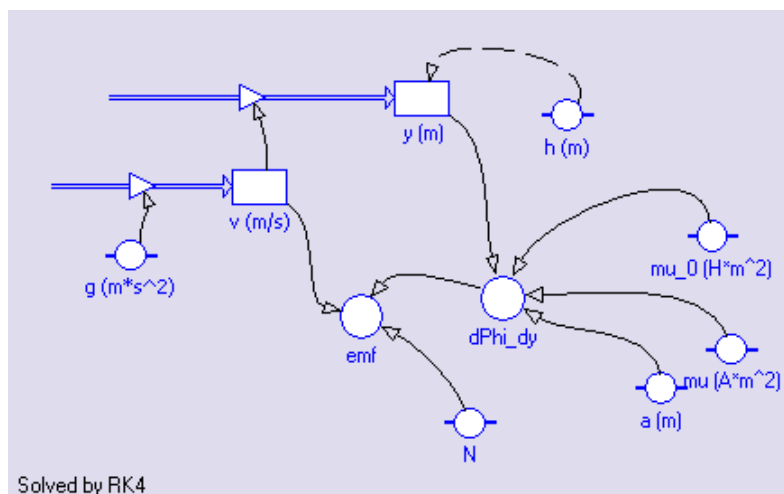 y (m)
h (m)
v (m/s)
g (m*s^2)
mu_0 (H*m^2)
dPhi_dy
emf
mu (A*m^2)
a (m)
N
Solved by RK4